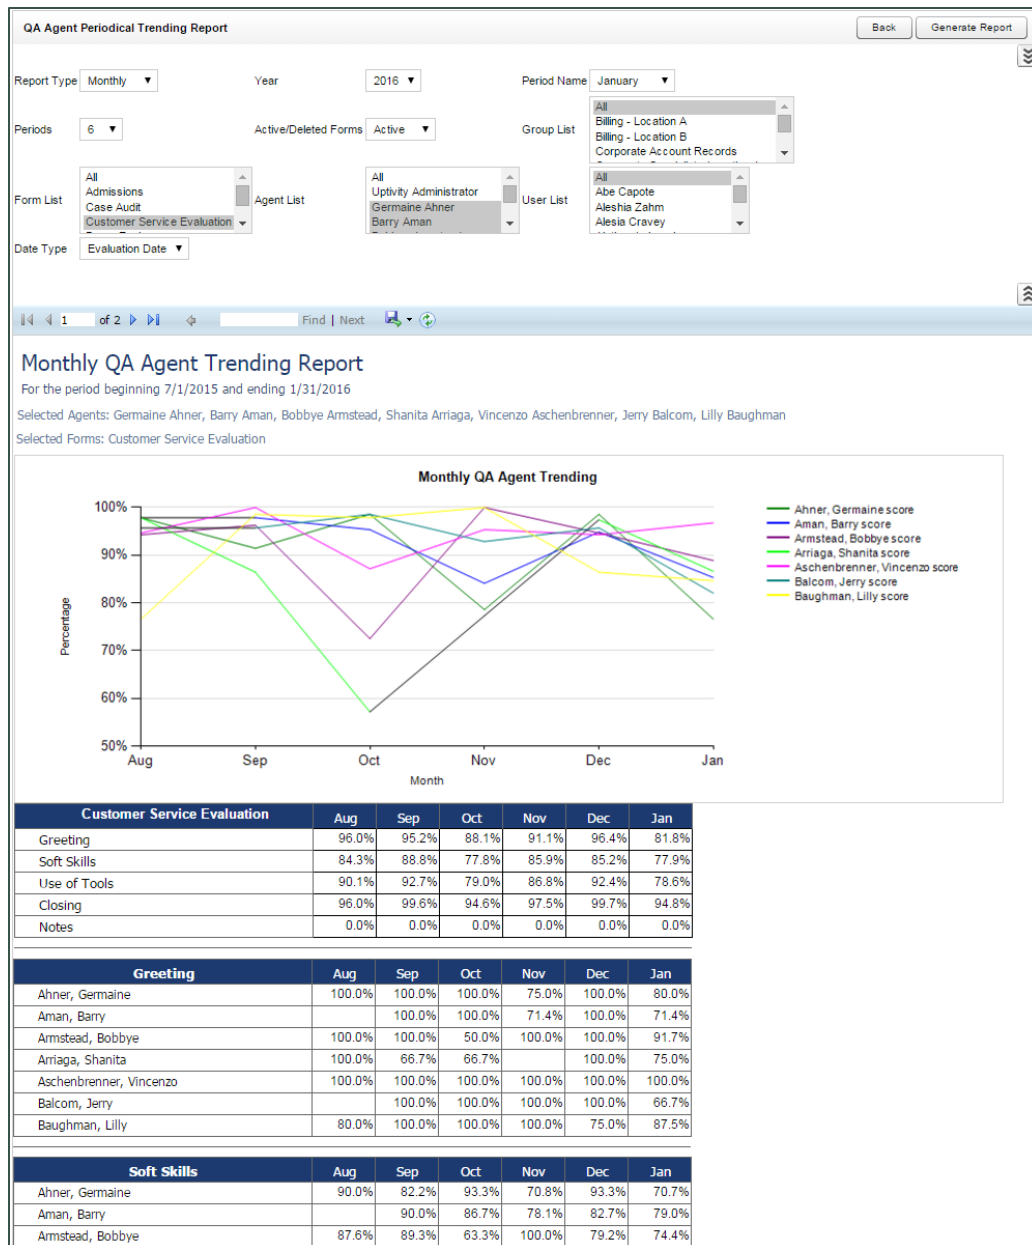 QA Agent Periodical Trending Report Back Generate Report
Report Type Monthly Year 2016 Period Name January
Periods 6 Active/Deleted Forms Active Group List
All
Billing - Location A
Billing - Location B
Corporate Account Records
Form List
All
Admissions
Case Audit
Customer Service Evaluation
Agent List
All
Uptivity Administrator
Germaine Ahner
Barry Aman
User List
All
Abe Capote
Aleshia Zahm
Alesia Cravey
Date Type Evaluation Date
1 of 2 Find | Next
Monthly QA Agent Trending Report
For the period beginning 7/1/2015 and ending 1/31/2016
Selected Agents: Germaine Ahner, Barry Aman, Bobbye Armstead, Shanita Arriaga, Vincenzo Aschenbrenner, Jerry Balcom, Lilly Baughman
Selected Forms: Customer Service Evaluation
Monthly QA Agent Trending
100%
90%
80%
70%
60%
50%
Percentage
Aug Sep Oct Nov Dec Jan
Month
Ahner, Germaine score
Aman, Barry score
Armstead, Bobbye score
Arriaga, Shanita score
Aschenbrenner, Vincenzo score
Balcom, Jerry score
Baughman, Lilly score
Customer Service Evaluation Aug Sep Oct Nov Dec Jan
Greeting 96.0% 95.2% 88.1% 91.1% 96.4% 81.8%
Soft Skills 84.3% 88.8% 77.8% 85.9% 85.2% 77.9%
Use of Tools 90.1% 92.7% 79.0% 86.8% 92.4% 78.6%
Closing 96.0% 99.6% 94.6% 97.5% 99.7% 94.8%
Notes 0.0% 0.0% 0.0% 0.0% 0.0% 0.0%
Greeting Aug Sep Oct Nov Dec Jan
Ahner, Germaine 100.0% 100.0% 100.0% 75.0% 100.0% 80.0%
Aman, Barry 100.0% 100.0% 71.4% 100.0% 71.4%
Armstead, Bobbye 100.0% 100.0% 50.0% 100.0% 100.0% 91.7%
Arriaga, Shanita 100.0% 66.7% 66.7% 100.0% 75.0%
Aschenbrenner, Vincenzo 100.0% 100.0% 100.0% 100.0% 100.0% 100.0%
Balcom, Jerry 100.0% 100.0% 100.0% 100.0% 66.7%
Baughman, Lilly 80.0% 100.0% 100.0% 100.0% 75.0% 87.5%
Soft Skills Aug Sep Oct Nov Dec Jan
Ahner, Germaine 90.0% 82.2% 93.3% 70.8% 93.3% 70.7%
Aman, Barry 90.0% 86.7% 78.1% 82.7% 79.0%
Armstead, Bobbye 87.6% 89.3% 63.3% 100.0% 79.2% 74.4%